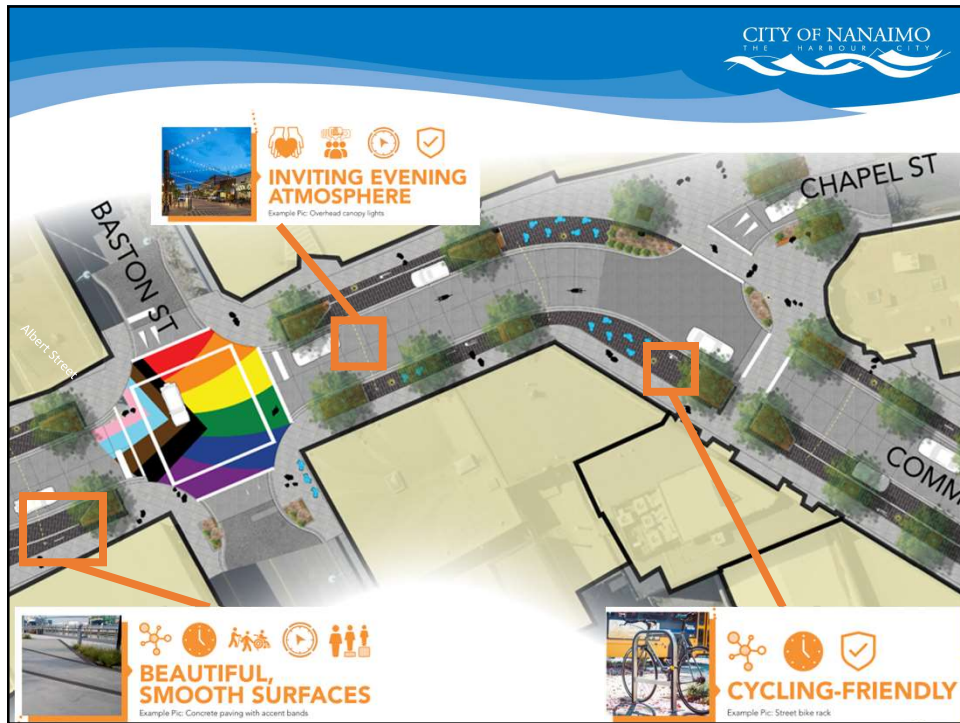 CITY OF NANAIMO
THE HARBOUR CITY
INVITING EVENING
ATMOSPHERE
Example Pic: Overhead canopy lights
CHAPEL ST
BASTON ST
Albert Street
COMM
BEAUTIFUL,
SMOOTH SURFACES
Example Pic: Concrete paving with accent bands
CYCLING-FRIENDLY
Example Pic: Street bike rack